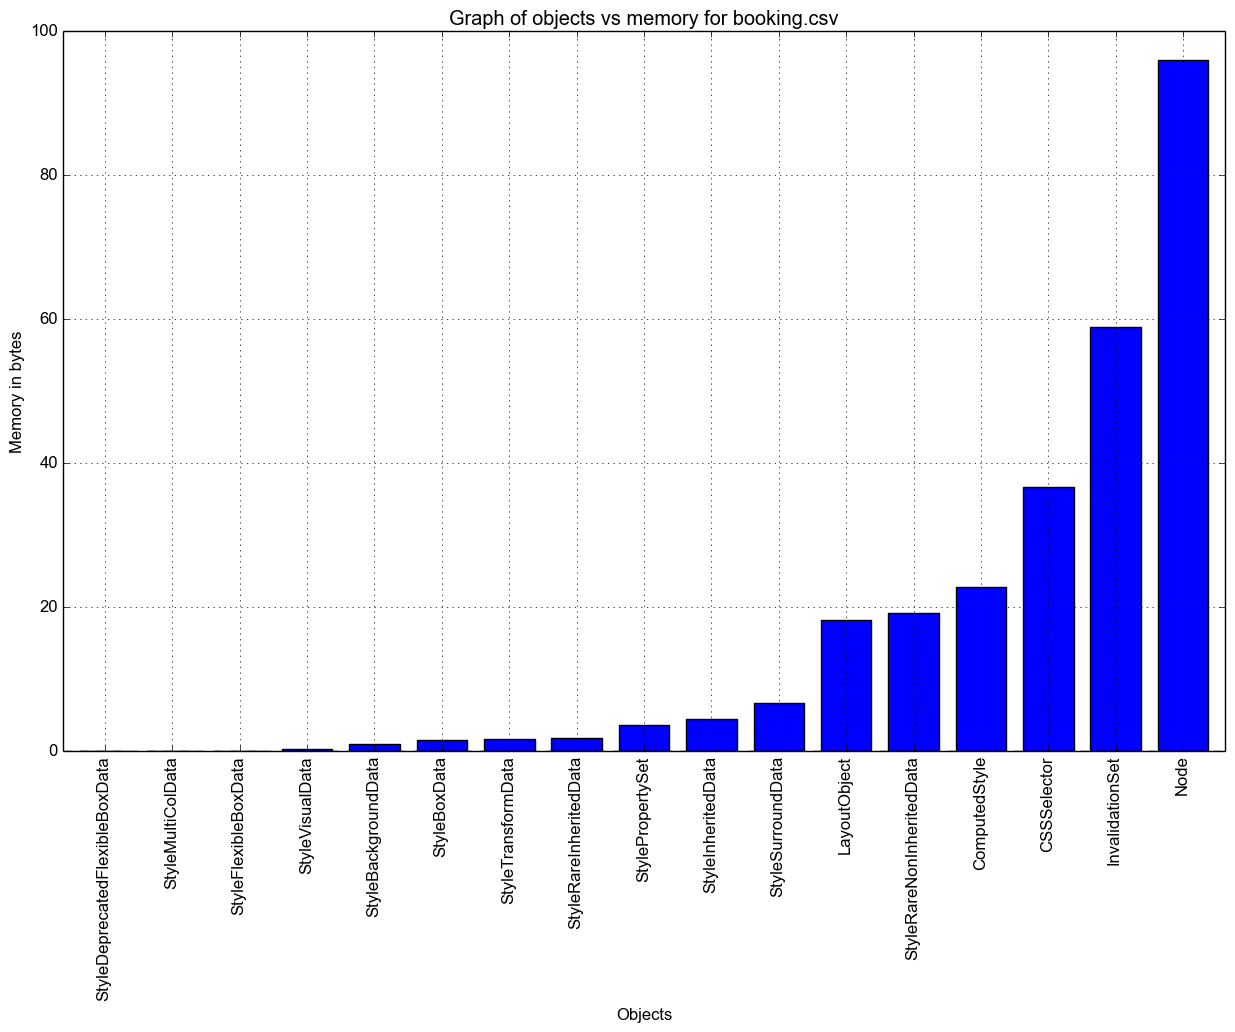 Graph of objects vs memory for booking.csv
100
80
60
40
20
0
Memory in bytes
StyleDeprecatedFlexibleBoxData
StyleMultiColData
StyleFlexibleBoxData
StyleVisualData
StyleBackgroundData
StyleBoxData
StyleTransformData
StyleRareInheritedData
StylePropertySet
StyleInheritedData
StyleSurroundData
LayoutObject
StyleRareNonInheritedData
ComputedStyle
CSSSelector
InvalidationSet
Node
Objects